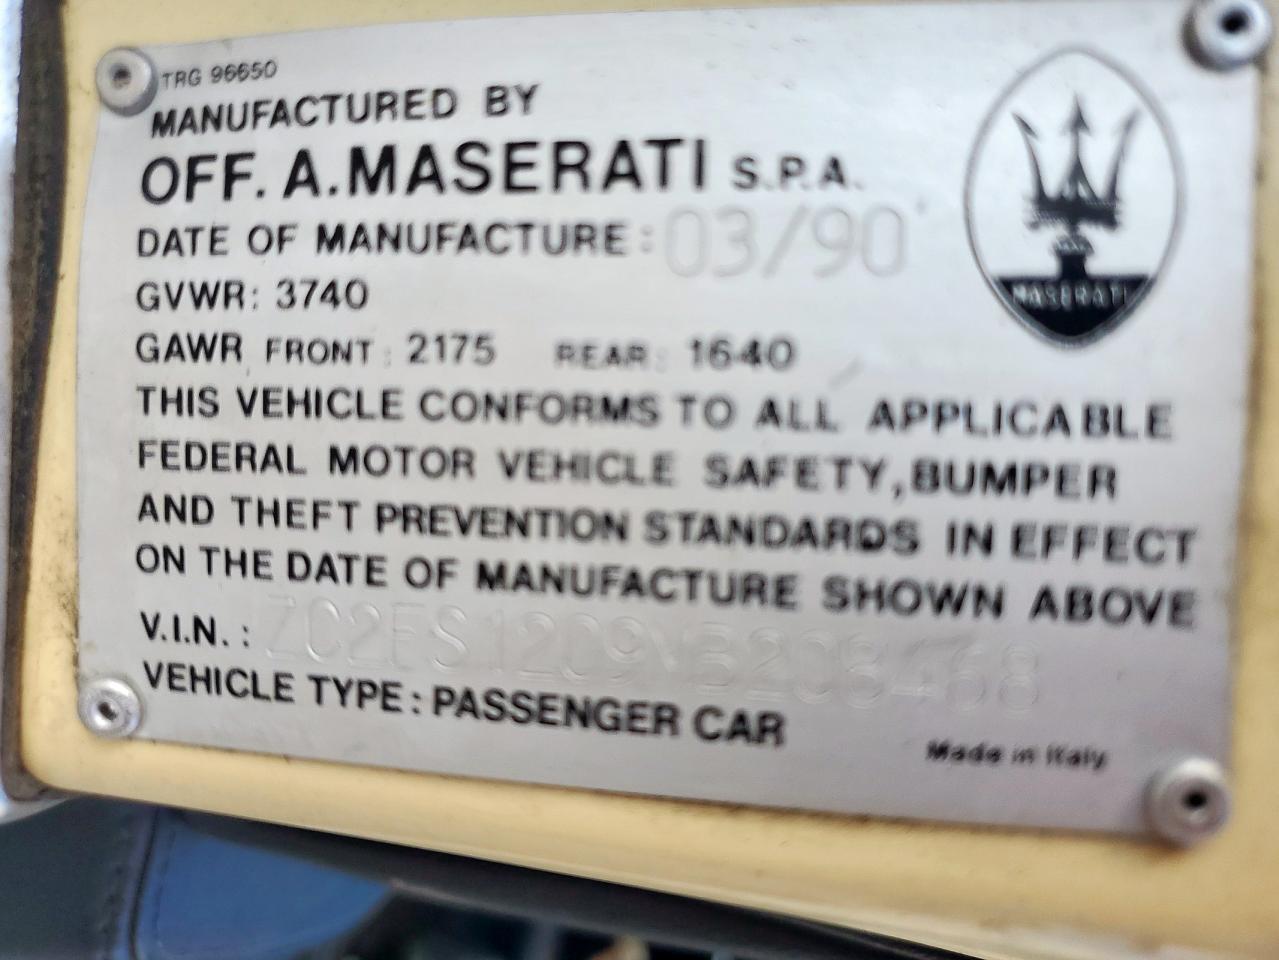 TRG 96650
MANUFACTURED BY
OFF. A. MASERATI S.P.A.
DATE OF MANUFACTURE: 03/90
MASERATI
GVWR: 3740
GAWR FRONT: 2175 REAR: 1640
THIS VEHICLE CONFORMS TO ALL APPLICABLE
FEDERAL MOTOR VEHICLE SAFETY, BUMPER
AND THEFT PREVENTION STANDARDS IN EFFECT
ON THE DATE OF MANUFACTURE SHOWN ABOVE
V.I.N.:
VEHICLE TYPE: PASSENGER CAR
Made in Italy